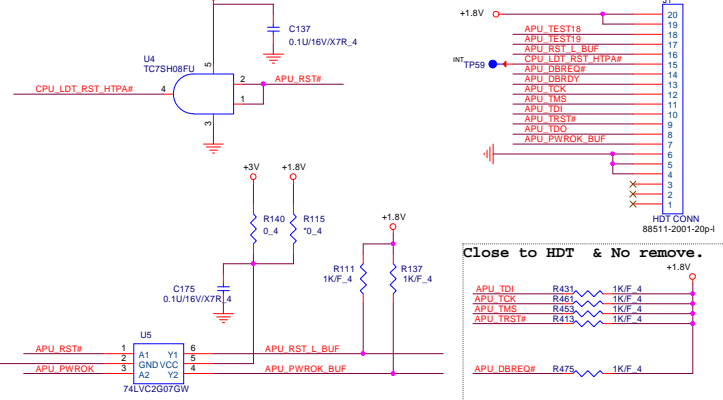 C137
0.1U/16V/X7R_4
U4
TC7SH08FU
5
CPU_LDT_RST_HTPA#
4
2
APU_RST#
1
3
+1.8V
20
19
APU_TEST18
18
APU_TEST19
17
APU_RST_L_BUF
16
INT TP59
CPU_LDT_RST_HTPA#
15
APU_DBREQ#
14
APU_DBRDY
13
APU_TCK
12
APU_TMS
11
APU_TDI
10
APU_TRST#
9
APU_TDO
8
APU_PWROK_BUF
7
6
5
4
3
2
1
HDT CONN
88511-2001-20p-l
+3V
+1.8V
R140
0_4
R115
*0_4
+1.8V
R111
1K/F_4
R137
1K/F_4
C175
0.1U/16V/X7R_4
U5
APU_RST#
1
A1
Y1
6
APU_RST_L_BUF
2
GND
VCC
5
APU_PWROK
3
A2
Y2
4
APU_PWROK_BUF
74LVC2G07GW
Close to HDT & No remove.
+1.8V
APU_TDI
R431
1K/F_4
APU_TCK
R461
1K/F_4
APU_TMS
R453
1K/F_4
APU_TRST#
R413
1K/F_4
APU_DBREQ#
R475
1K/F_4